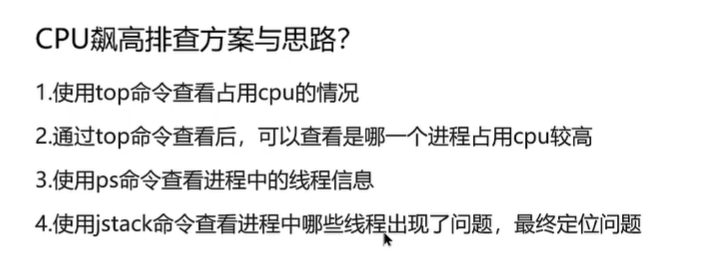 CPU飙高排查方案与思路？
1.使用top命令查看占用cpu的情况
2.通过top命令查看后，可以查看是哪一个进程占用cpu较高
3.使用ps命令查看进程中的线程信息
4.使用jstack命令查看进程中哪些线程出现了问题，最终定位问题